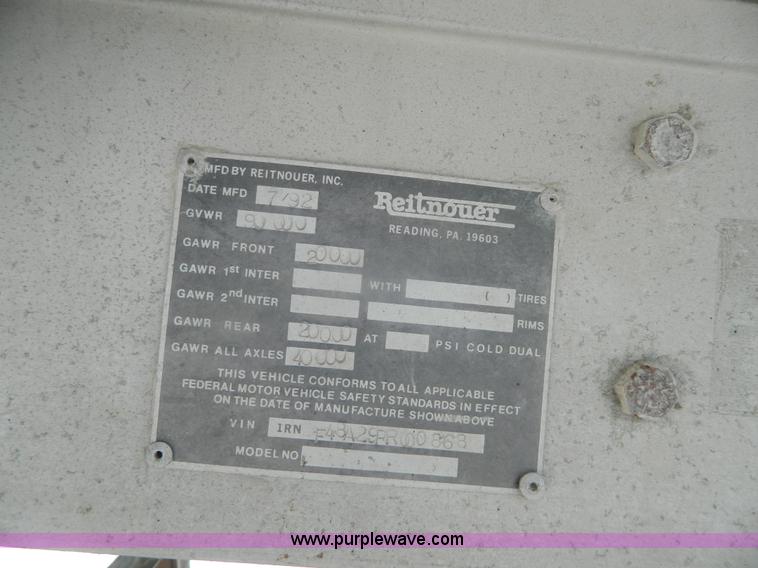 MFD BY REITNOUER, INC.
DATE MFD 7/92
Reitnouer
GVWR 90000
READING, PA. 19603
GAWR FRONT 20000
GAWR 1st INTER WITH ( ) TIRES
GAWR 2nd INTER RIMS
GAWR REAR 20000 AT PSI COLD DUAL
GAWR ALL AXLES 40000
THIS VEHICLE CONFORMS TO ALL APPLICABLE
FEDERAL MOTOR VEHICLE SAFETY STANDARDS IN EFFECT
ON THE DATE OF MANUFACTURE SHOWN ABOVE
VIN 1RN
MODEL NO
www.purplewave.com